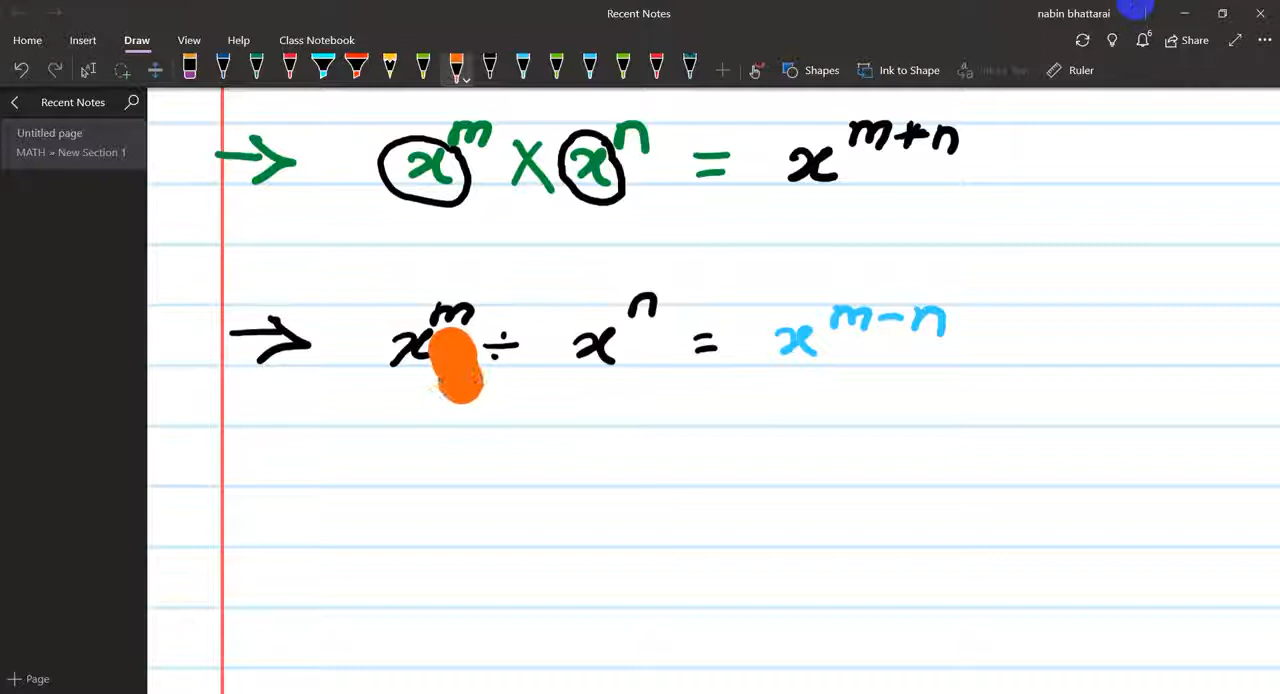 Recent Notes
nabin bhattarai
Home Insert Draw View Help Class Notebook
6
Share
Shapes
Ink to Shape
Ruler
Recent Notes
Untitled page
MATH » New Section 1
→ x^m × x^n = x^{m+n}
→ x^m ÷ x^n = x^{m-n}
+ Page